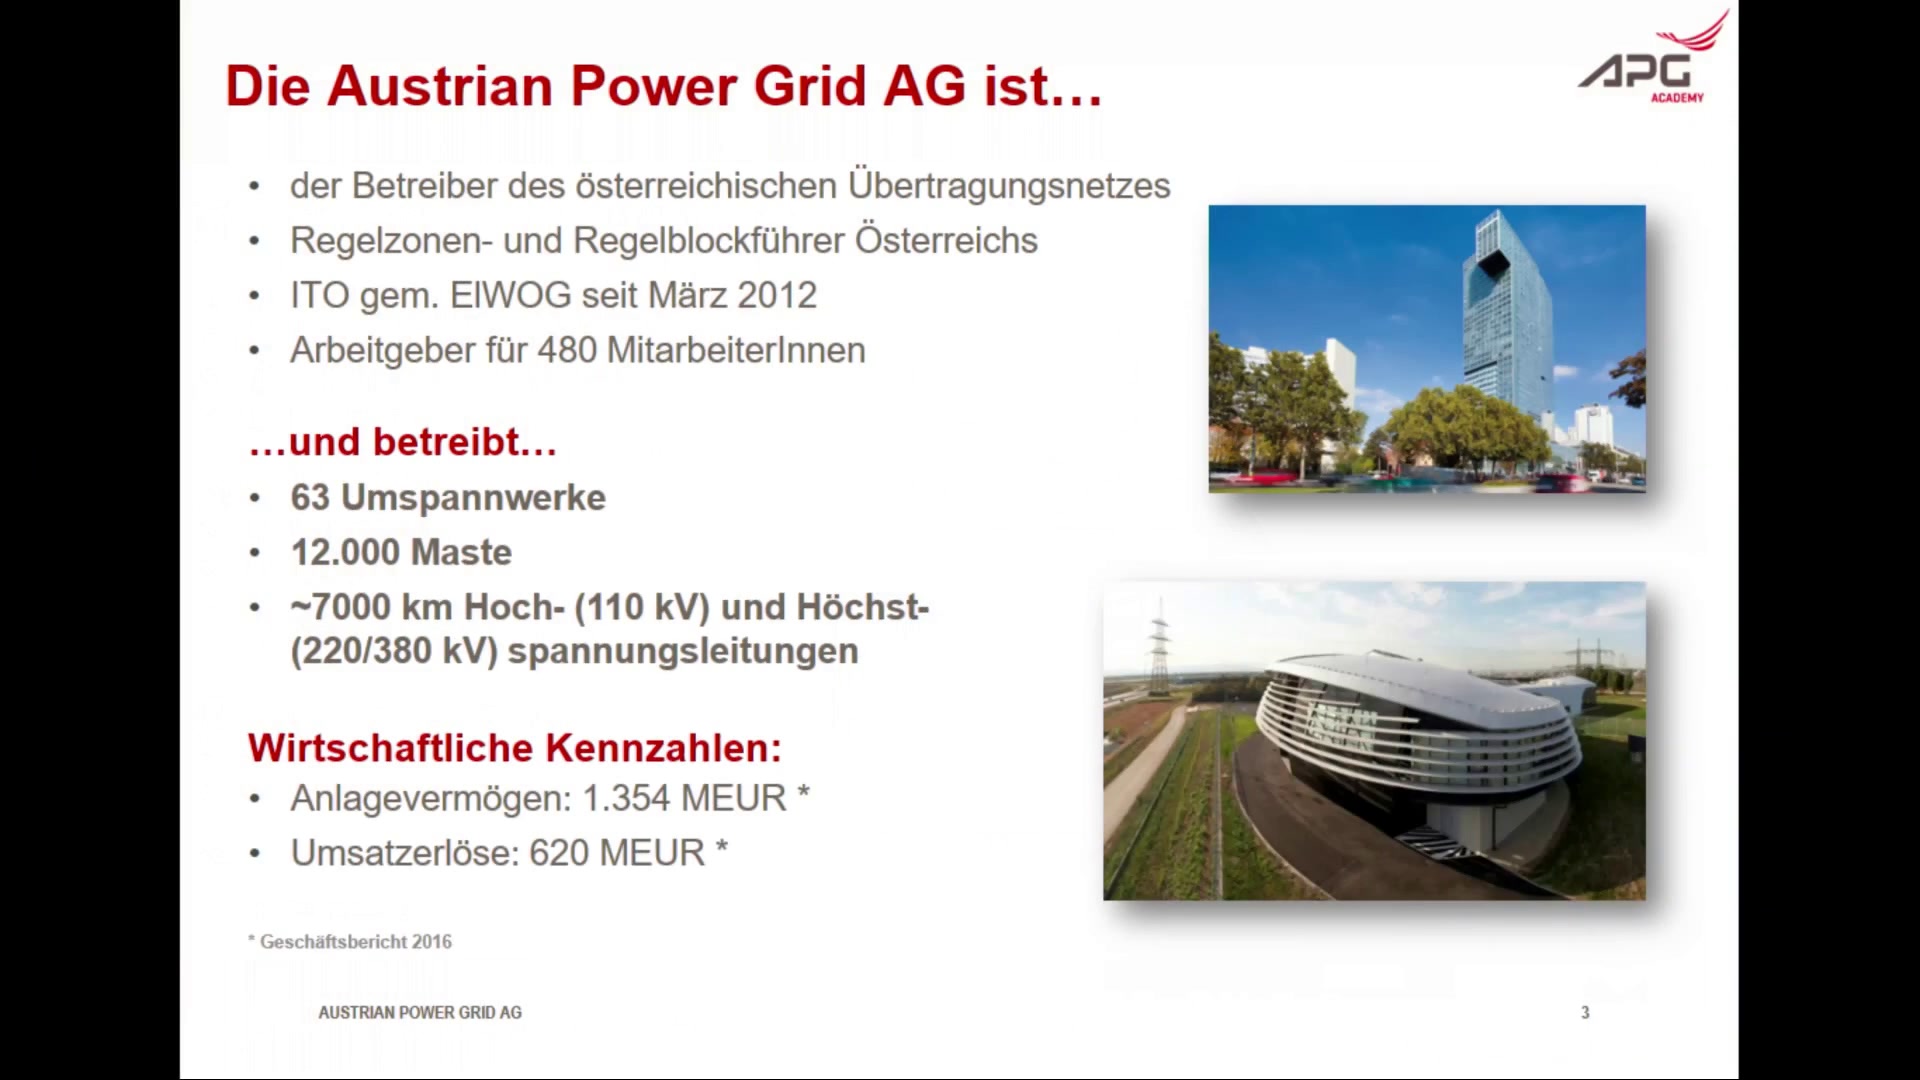 Die Austrian Power Grid AG ist…
APG
ACADEMY
• der Betreiber des österreichischen Übertragungsnetzes
• Regelzonen- und Regelblockführer Österreichs
• ITO gem. ElWOG seit März 2012
• Arbeitgeber für 480 MitarbeiterInnen
…und betreibt…
• 63 Umspannwerke
• 12.000 Maste
• ~7000 km Hoch- (110 kV) und Höchst-
(220/380 kV) spannungsleitungen
Wirtschaftliche Kennzahlen:
• Anlagevermögen: 1.354 MEUR *
• Umsatzerlöse: 620 MEUR *
* Geschäftsbericht 2016
AUSTRIAN POWER GRID AG
3